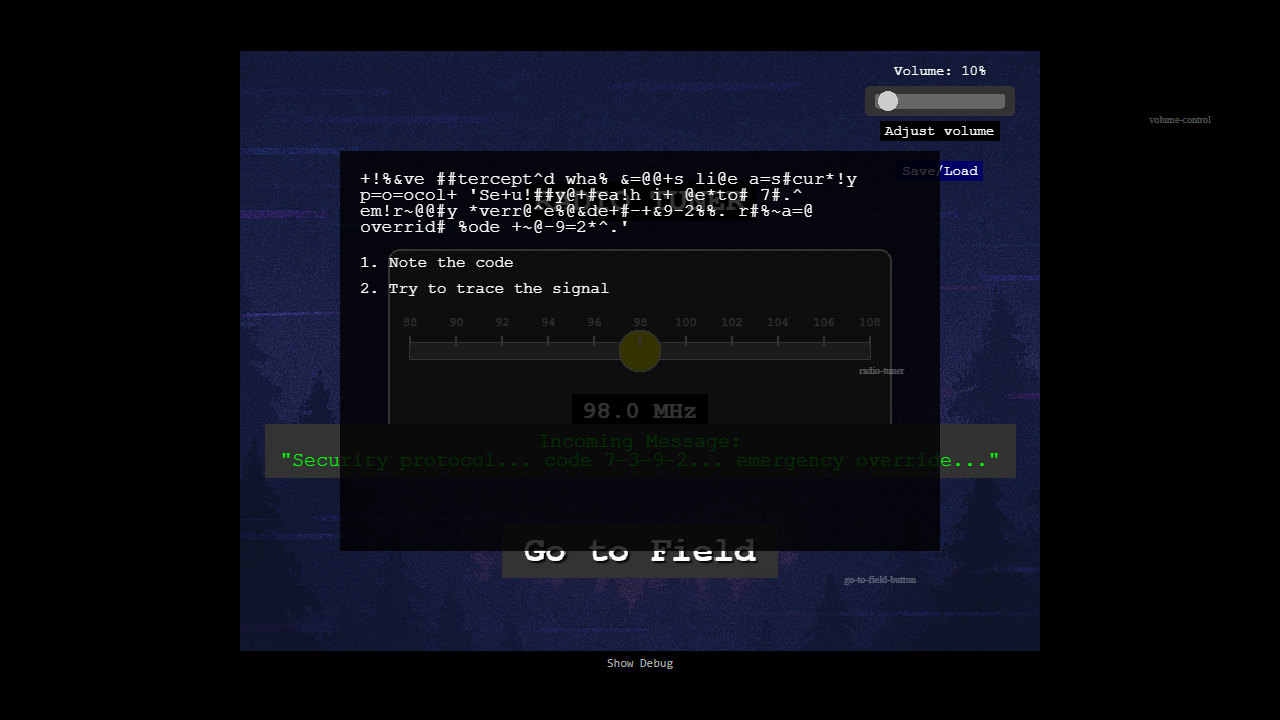 Volume: 10%
volume-control
Adjust volume
Save/Load
+!%&ve ##tercept^d wha% &=@@+s li@e a=s#cur*!y
p=o=ocol+ 'Se+u!##y@+#ea!h i+ @e*to# 7#.^
em!r~@@#y *verr@^e%@&de+#-+&9-2%%. r#%~a=@
overrid# %ode +~@-9=2*^.'
1. Note the code
2. Try to trace the signal
88 90 92 94 96 98 100 102 104 106 108
radio-tuner
98.0 MHz
Incoming Message:
"Security protocol... code 7-3-9-2... emergency override..."
Go to Field
go-to-field-button
Show Debug